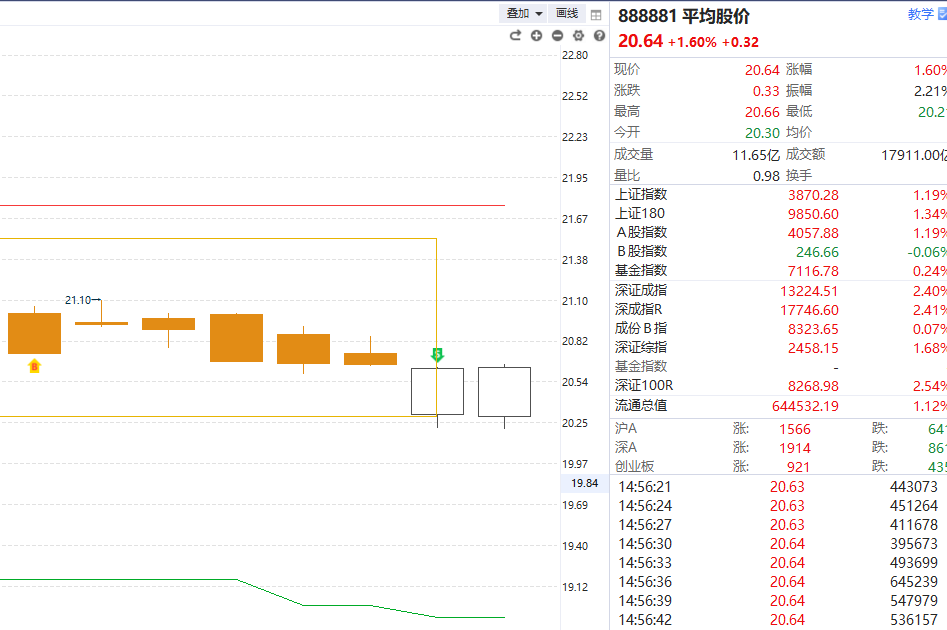 叠加 画线
22.80
22.52
22.23
21.95
21.67
21.38
21.10
20.82
20.54
20.25
19.97
19.84
19.69
19.40
19.12
21.10
B
S
888881 平均股价 教学
20.64 +1.60% +0.32
现价 20.64 涨幅 1.60%
涨跌 0.33 振幅 2.21%
最高 20.66 最低 20.2
今开 20.30 均价
成交量 11.65亿 成交额 17911.00亿
量比 0.98 换手
上证指数 3870.28 1.19%
上证180 9850.60 1.34%
A股指数 4057.88 1.19%
B股指数 246.66 -0.06%
基金指数 7116.78 0.24%
深证成指 13224.51 2.40%
深成指R 17746.60 2.41%
成份B指 8323.65 0.07%
深证综指 2458.15 1.68%
基金指数 -
深证100R 8268.98 2.54%
流通总值 644532.19 1.12%
沪A 涨: 1566 跌: 641
深A 涨: 1914 跌: 861
创业板 涨: 921 跌: 435
14:56:21 20.63 443073
14:56:24 20.63 451264
14:56:27 20.63 411678
14:56:30 20.64 395673
14:56:33 20.64 493699
14:56:36 20.64 645239
14:56:39 20.64 547979
14:56:42 20.64 536157